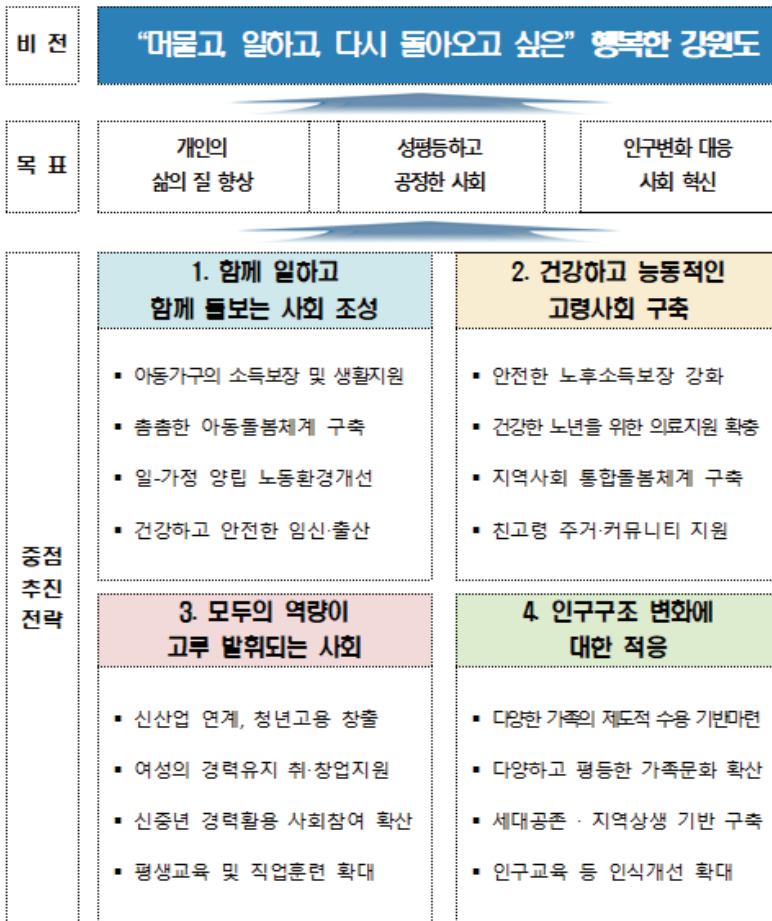 비 전
“머물고, 일하고, 다시 돌아오고 싶은” 행복한 강원도
목 표
개인의
삶의 질 향상
성평등하고
공정한 사회
인구변화 대응
사회 혁신
중점
추진
전략
1. 함께 일하고
함께 돌보는 사회 조성
▪ 아동가구의 소득보장 및 생활지원
▪ 촘촘한 아동돌봄체계 구축
▪ 일-가정 양립 노동환경개선
▪ 건강하고 안전한 임신·출산
2. 건강하고 능동적인
고령사회 구축
▪ 안전한 노후소득보장 강화
▪ 건강한 노년을 위한 의료지원 확충
▪ 지역사회 통합돌봄체계 구축
▪ 친고령 주거·커뮤니티 지원
3. 모두의 역량이
고루 발휘되는 사회
▪ 신산업 연계, 청년고용 창출
▪ 여성의 경력유지 취·창업지원
▪ 신중년 경력활용 사회참여 확산
▪ 평생교육 및 직업훈련 확대
4. 인구구조 변화에
대한 적응
▪ 다양한 가족의 제도적 수용 기반마련
▪ 다양하고 평등한 가족문화 확산
▪ 세대공존 · 지역상생 기반 구축
▪ 인구교육 등 인식개선 확대